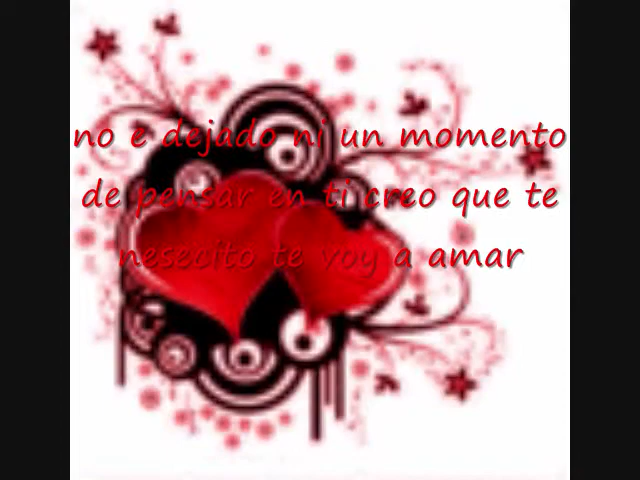 no e dejado ni un momento
de pensar en ti creo que te
nesecito te voy a amar